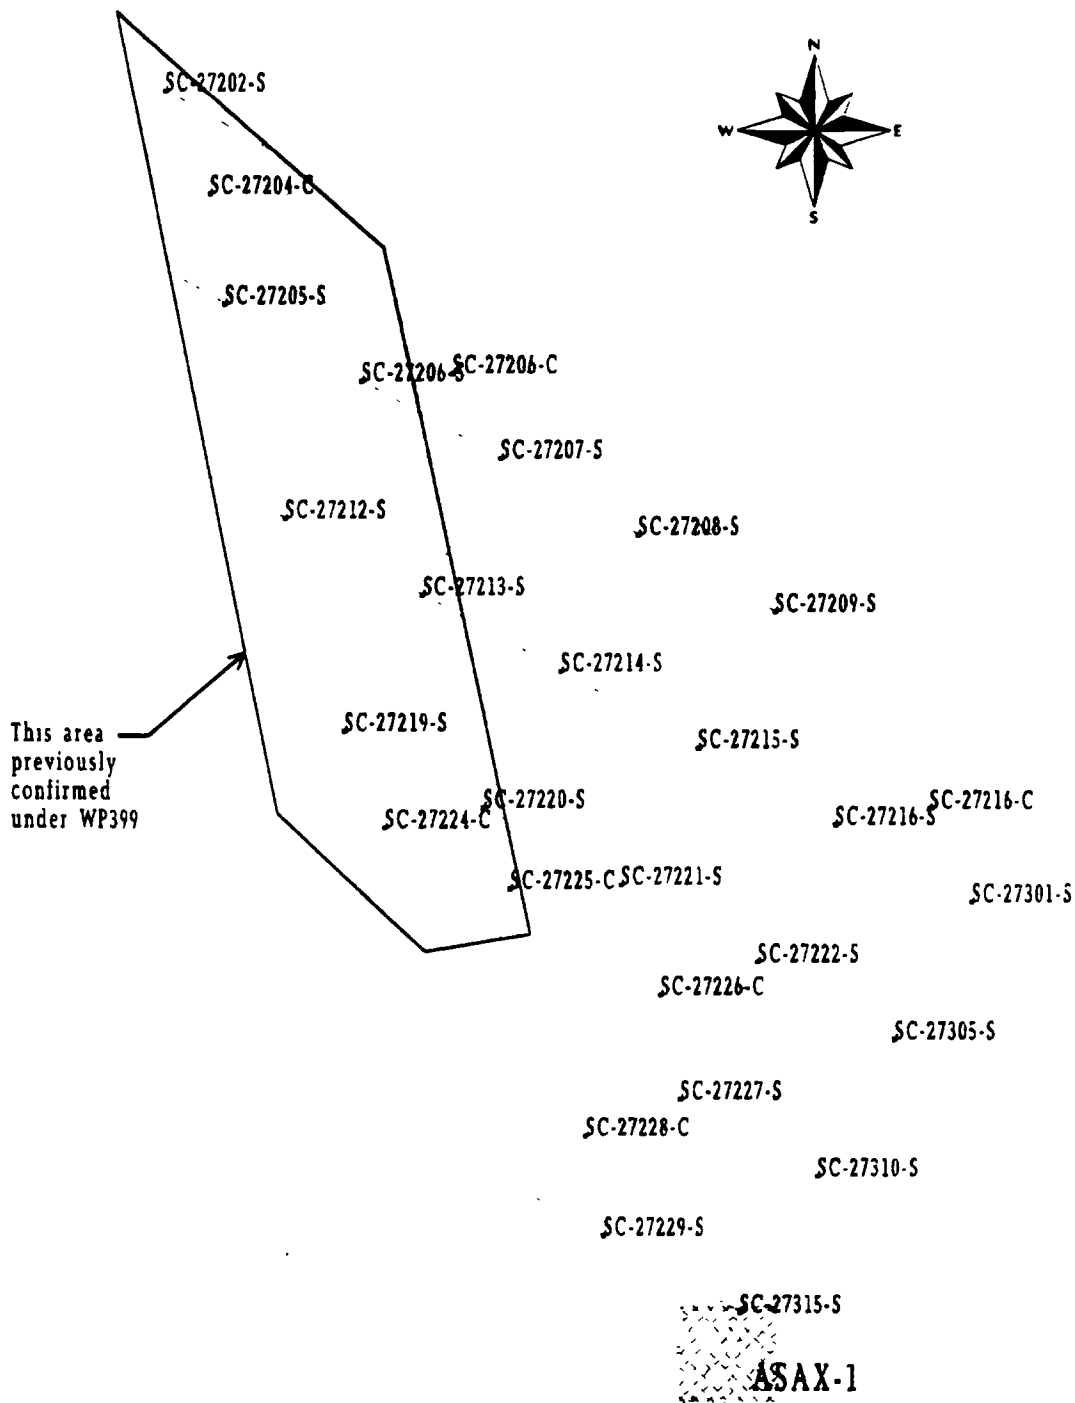 N
SC-27202-S
W
E
SC-27204-C
S
SC-27205-S
SC-27206-S
SC-27206-C
SC-27207-S
SC-27212-S
SC-27208-S
SC-27213-S
SC-27209-S
SC-27214-S
SC-27219-S
This area
previously
confirmed
under WP399
SC-27215-S
SC-27220-S
SC-27216-C
SC-27224-C
SC-27216-S
SC-27225-C
SC-27221-S
SC-27301-S
SC-27222-S
SC-27226-C
SC-27305-S
SC-27227-S
SC-27228-C
SC-27310-S
SC-27229-S
SC-27315-S
ASAX-1